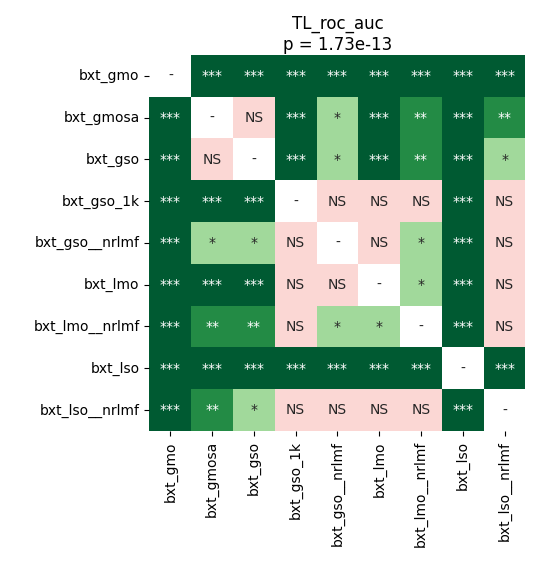 TL_roc_auc
p = 1.73e-13
bxt_gmo - *** *** *** *** *** *** *** ***
bxt_gmosa *** - NS *** * *** ** *** **
bxt_gso *** NS - *** * *** ** *** *
bxt_gso_1k *** *** *** - NS NS NS *** NS
bxt_gso__nrlmf *** * * NS - NS * *** NS
bxt_lmo *** *** *** NS NS - * *** NS
bxt_lmo__nrlmf *** ** ** NS * * - *** NS
bxt_lso *** *** *** *** *** *** *** - ***
bxt_lso__nrlmf *** ** * NS NS NS NS *** -
bxt_gmo
bxt_gmosa
bxt_gso
bxt_gso_1k
bxt_gso__nrlmf
bxt_lmo
bxt_lmo__nrlmf
bxt_lso
bxt_lso__nrlmf